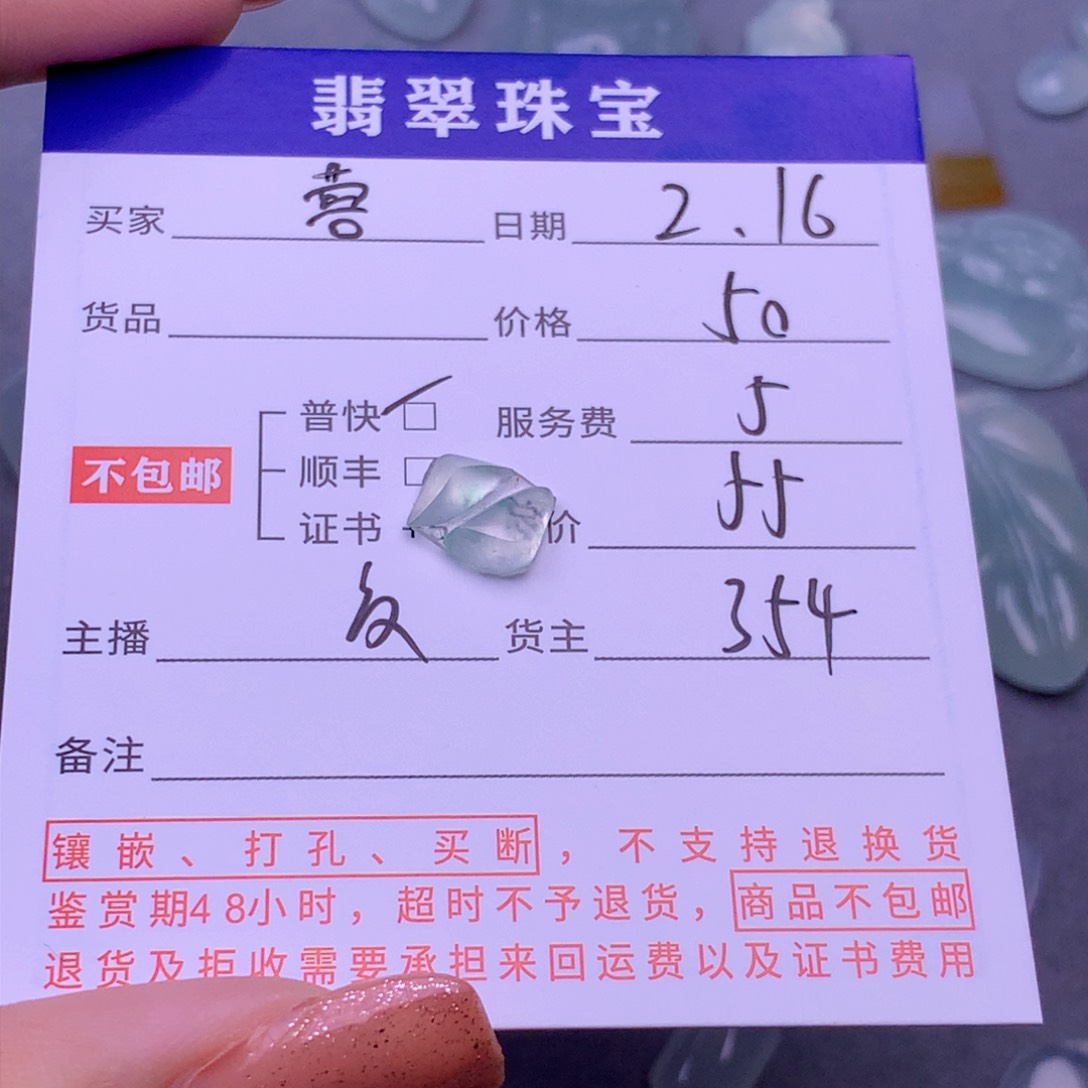 翡翠珠宝
买家 日期 2.16
货品 价格 50
普快 服务费 5
不包邮 顺丰
证书 价 55
主播 货主 354
备注
镶嵌、打孔、买断，不支持退换货
鉴赏期48小时，超时不予退货，商品不包邮
退货及拒收需要承担来回运费以及证书费用